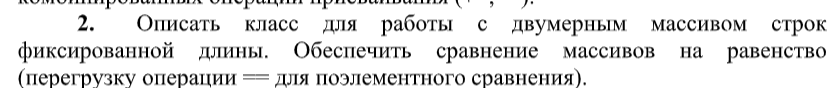 2. Описать класс для работы с двумерным массивом строк
фиксированной длины. Обеспечить сравнение массивов на равенство
(перегрузку операции == для поэлементного сравнения).